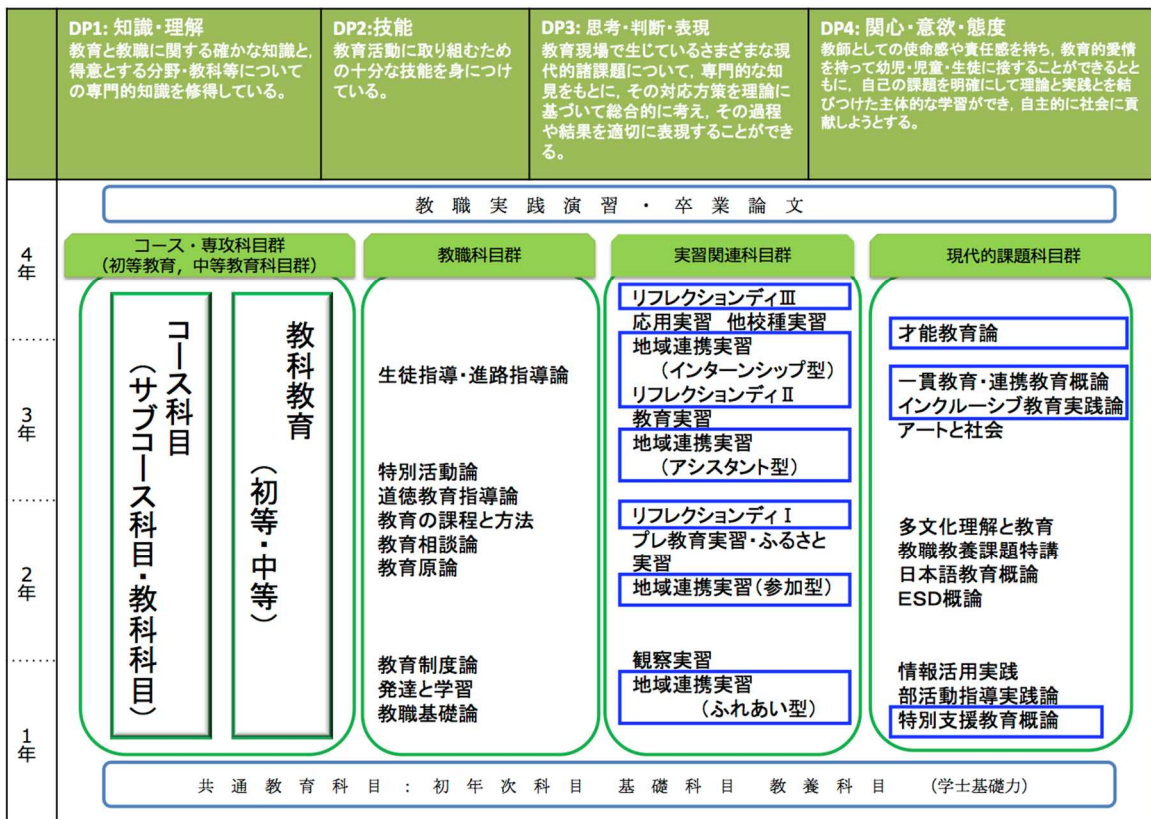 DP1: 知識・理解
教育と教職に関する確かな知識と,
得意とする分野・教科等について
の専門的知識を修得している。
DP2:技能
教育活動に取り組むため
の十分な技能を身につけ
ている。
DP3: 思考・判断・表現
教育現場で生じているさまざまな現
代的諸課題について, 専門的な知
見をもとに, その対応方策を理論に
基づいて総合的に考え, その過程
や結果を適切に表現することができ
る。
DP4: 関心・意欲・態度
教師としての使命感や責任感を持ち, 教育的愛情
を持って幼児・児童・生徒に接することができるとと
もに, 自己の課題を明確にして理論と実践とを結
びつけた主体的な学習ができ, 自主的に社会に貢
献しようとする。
教職実践演習・卒業論文
4年
3年
2年
1年
コース・専攻科目群
(初等教育, 中等教育科目群)
コース科目
(サブコース科目・教科科目)
教科教育
(初等・中等)
教職科目群
生徒指導・進路指導論
特別活動論
道徳教育指導論
教育の課程と方法
教育相談論
教育原論
教育制度論
発達と学習
教職基礎論
実習関連科目群
リフレクションディⅢ
応用実習 他校種実習
地域連携実習
(インターンシップ型)
リフレクションディⅡ
教育実習
地域連携実習
(アシスタント型)
リフレクションディⅠ
プレ教育実習・ふるさと
実習
地域連携実習(参加型)
観察実習
地域連携実習
(ふれあい型)
現代的課題科目群
才能教育論
一貫教育・連携教育概論
インクルーシブ教育実践論
アートと社会
多文化理解と教育
教職教養課題特講
日本語教育概論
ESD概論
情報活用実践
部活動指導実践論
特別支援教育概論
共通教育科目:初年次科目 基礎科目 教養科目 (学士基礎力)